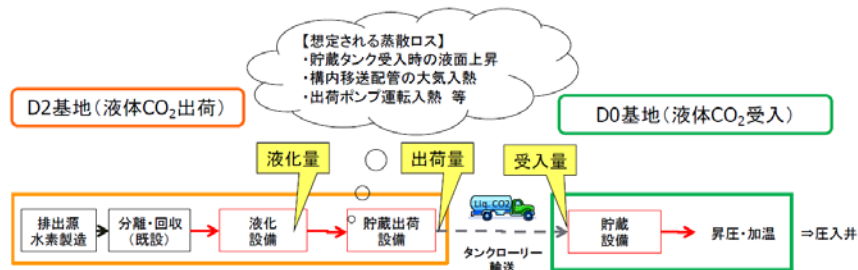 【想定される蒸散ロス】
・貯蔵タンク受入時の液面上昇
・構内移送配管の大気入熱
・出荷ポンプ運転入熱 等
D2基地(液体CO₂出荷)
D0基地(液体CO₂受入)
液化量
出荷量
受入量
Liq. CO2
排出源
水素製造
分離・回収
(既設)
液化
設備
貯蔵出荷
設備
タンクローリー
輸送
貯蔵
設備
昇圧・加温
⇒圧入井